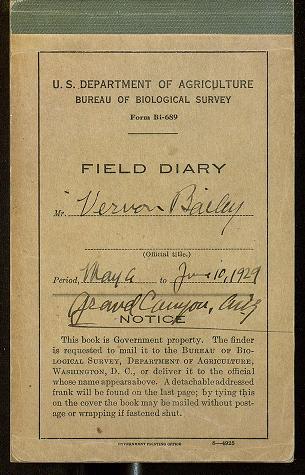 U. S. DEPARTMENT OF AGRICULTURE
BUREAU OF BIOLOGICAL SURVEY
Form Bi-689
FIELD DIARY
Mr. Vernon Bailey
(Official title.)
Period, May 6 to June 10, 1929
Grand Canyon, Ariz
NOTICE
This book is Government property. The finder
is requested to mail it to the BUREAU OF BIO-
LOGICAL SURVEY, DEPARTMENT OF AGRICULTURE,
WASHINGTON, D. C., or deliver it to the official
whose name appears above. A detachable addressed
frank will be found on the last page; by tying this
on the cover the book may be mailed without post-
age or wrapping if fastened shut.
GOVERNMENT PRINTING OFFICE 8—4925